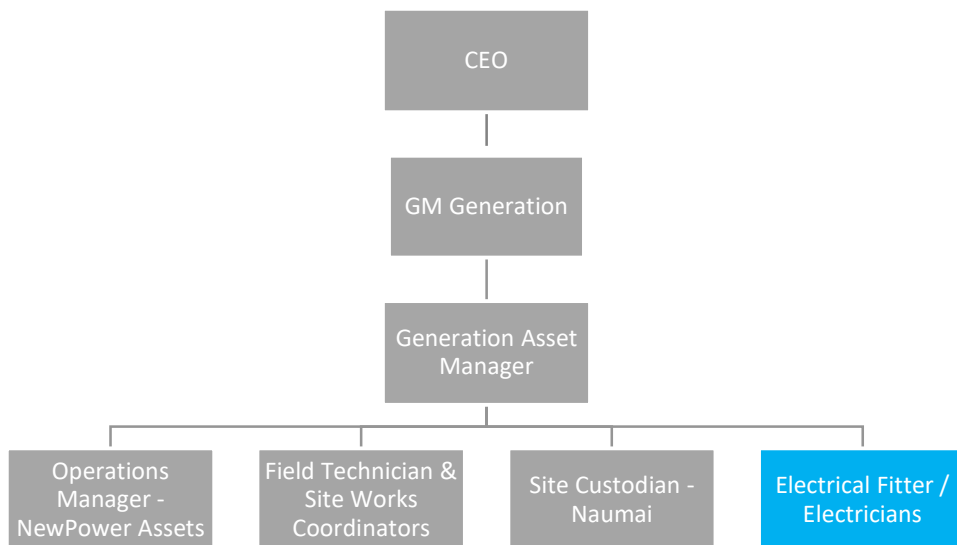 CEO
GM Generation
Generation Asset
Manager
Operations
Manager -
NewPower Assets
Field Technician &
Site Works
Coordinators
Site Custodian -
Naumai
Electrical Fitter /
Electricians